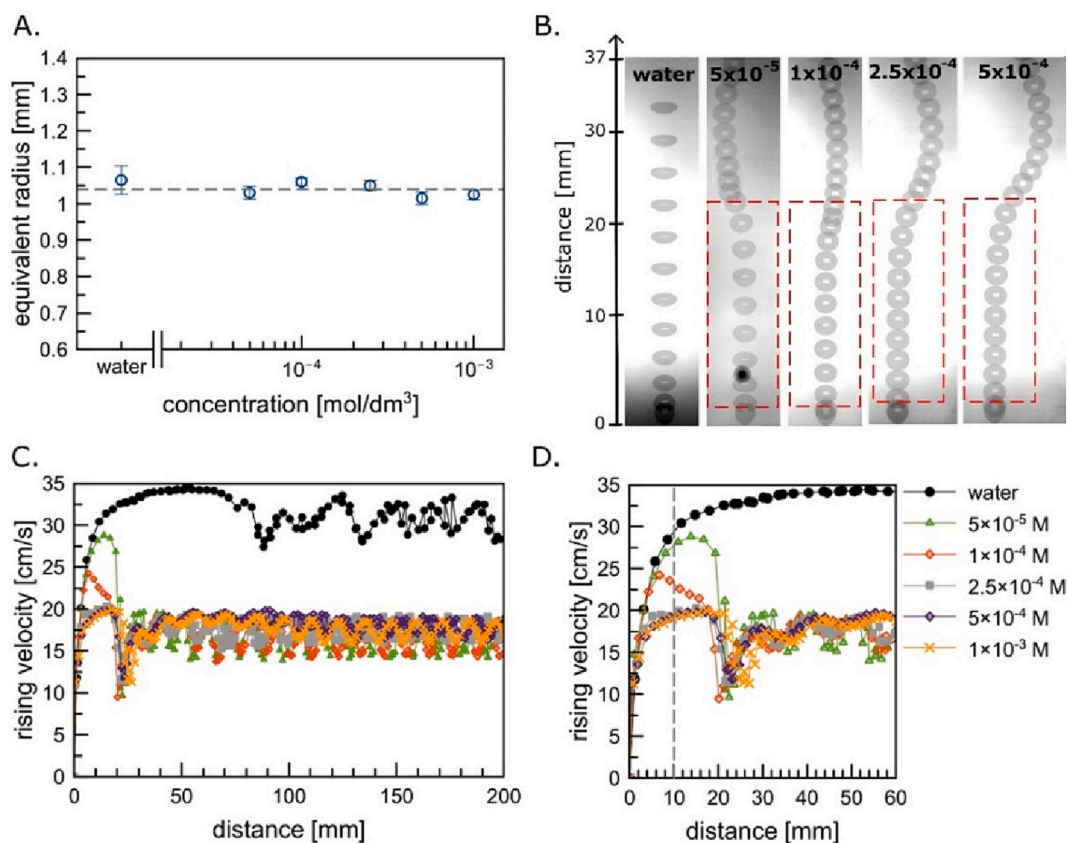 A.
equivalent radius [mm]
1.4
1.3
1.2
1.1
1
0.9
0.8
0.7
0.6
water
10⁻⁴
10⁻³
concentration [mol/dm³]
B.
distance [mm]
37
30
20
10
0
water
5x10⁻⁵
1x10⁻⁴
2.5x10⁻⁴
5x10⁻⁴
C.
rising velocity [cm/s]
35
30
25
20
15
10
5
0
0
50
100
150
200
distance [mm]
D.
rising velocity [cm/s]
35
30
25
20
15
10
5
0
0
10
20
30
40
50
60
distance [mm]
water
5×10⁻⁵ M
1×10⁻⁴ M
2.5×10⁻⁴ M
5×10⁻⁴ M
1×10⁻³ M